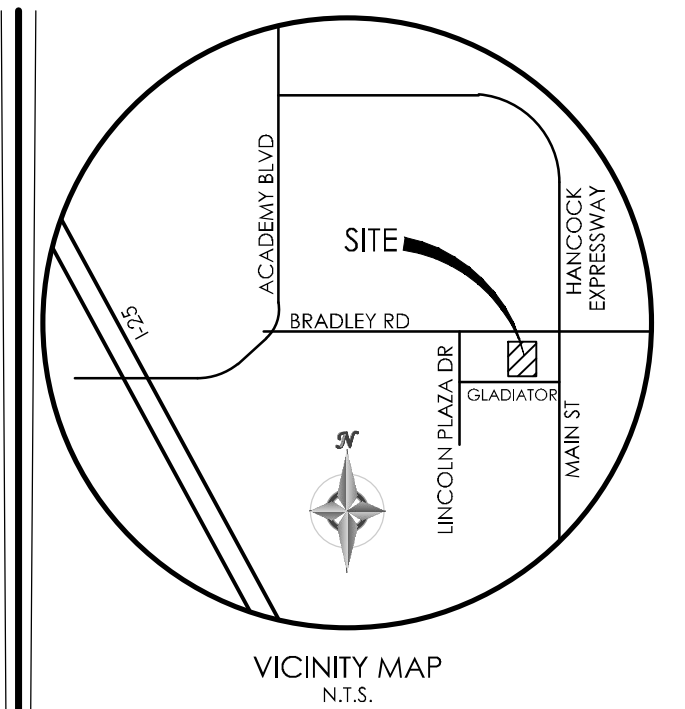 ACADEMY BLVD
HANCOCK
EXPRESSWAY
SITE
I-25
BRADLEY RD
LINCOLN PLAZA DR
GLADIATOR
MAIN ST
N
VICINITY MAP
N.T.S.